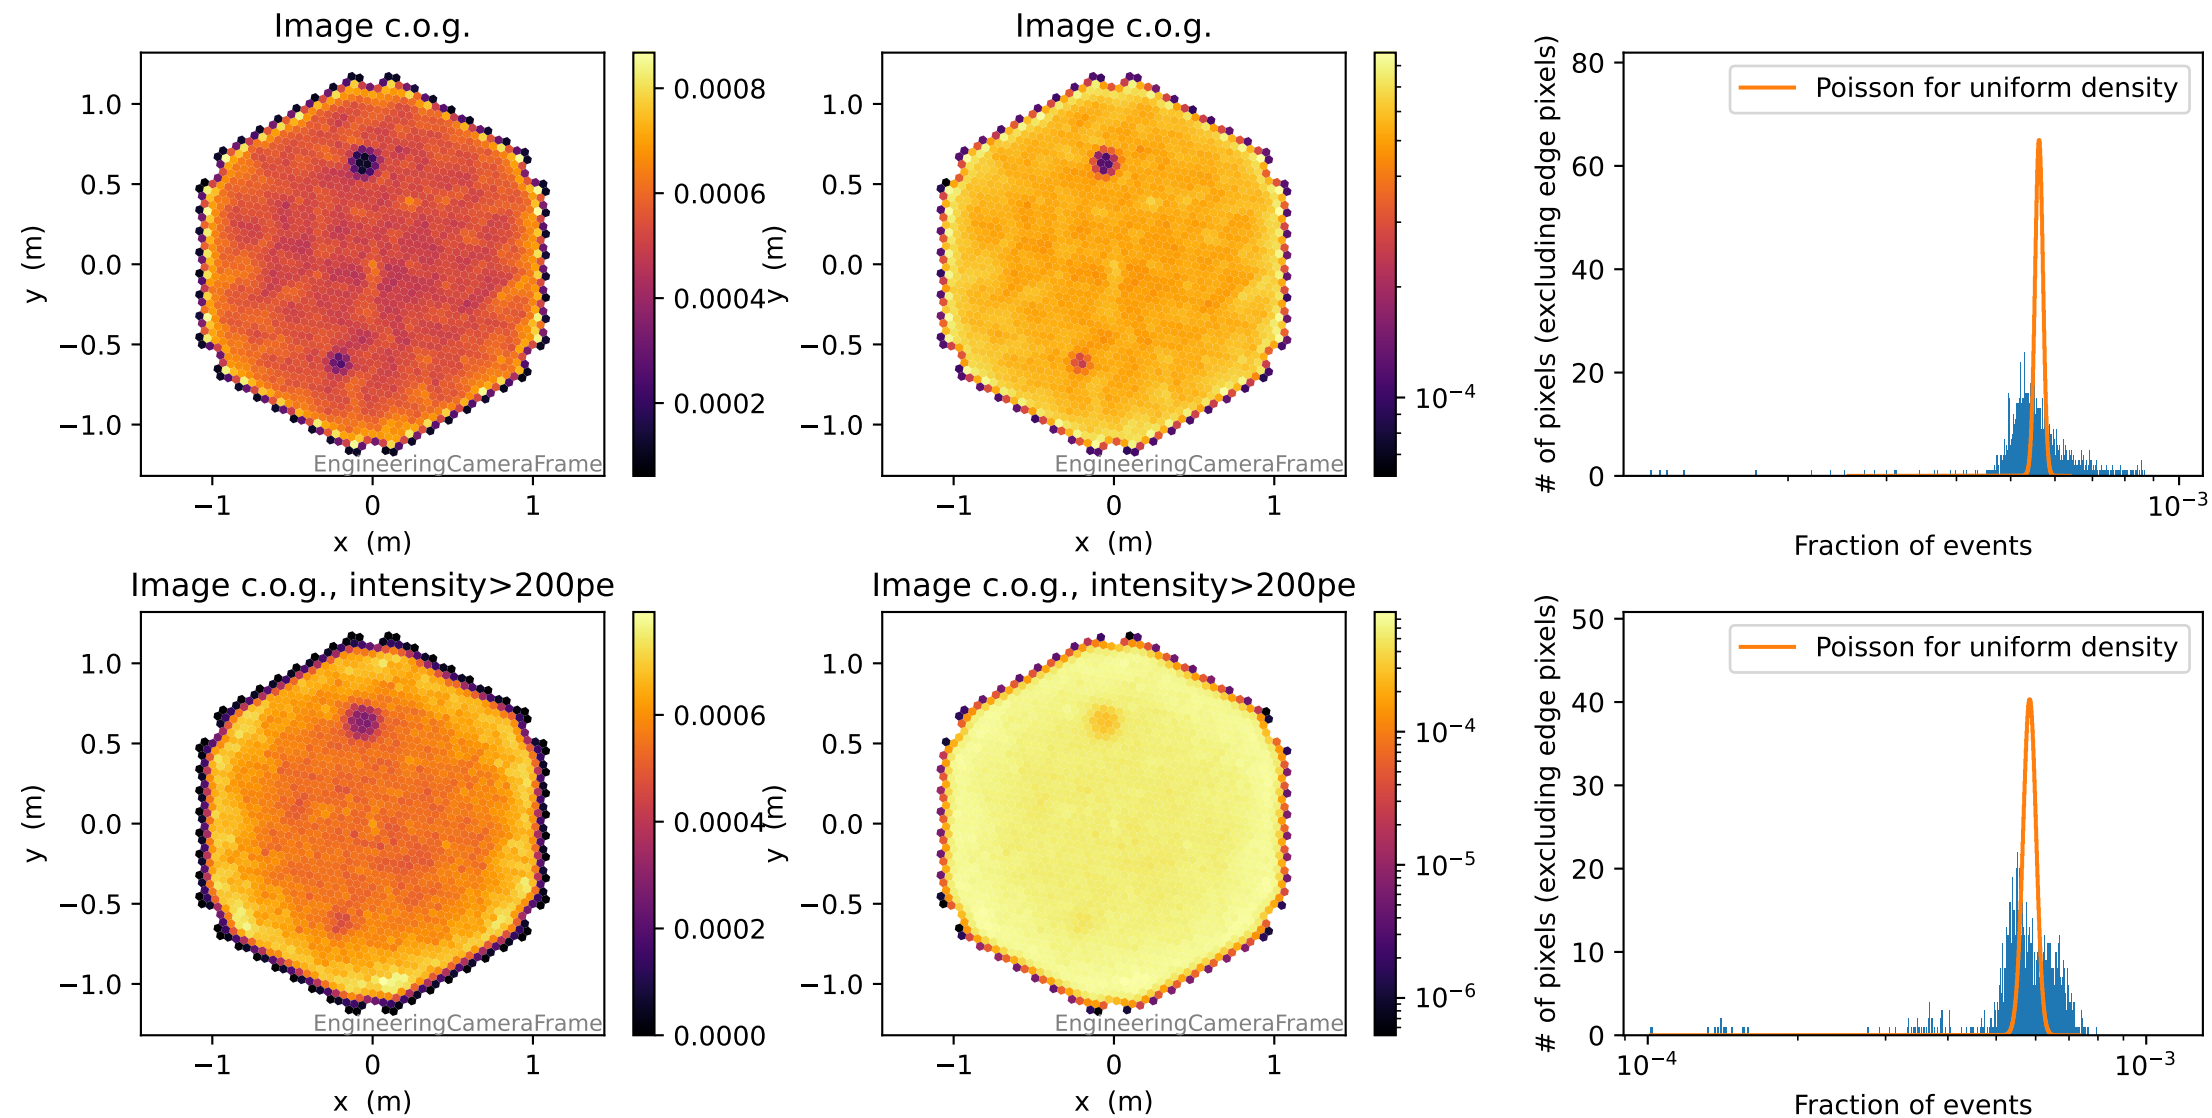 Image c.o.g.
1.0
0.5
0.0
−0.5
−1.0
y (m)
−1 0 1
x (m)
EngineeringCameraFrame
0.0008
0.0006
0.0004
0.0002
Image c.o.g.
1.0
0.5
0.0
−0.5
−1.0
y (m)
−1 0 1
x (m)
EngineeringCameraFrame
10⁻⁴
80
60
40
20
0
# of pixels (excluding edge pixels)
Poisson for uniform density
10⁻³
Fraction of events
Image c.o.g., intensity>200pe
1.0
0.5
0.0
−0.5
−1.0
y (m)
−1 0 1
x (m)
EngineeringCameraFrame
0.0006
0.0004
0.0002
0.0000
Image c.o.g., intensity>200pe
1.0
0.5
0.0
−0.5
−1.0
y (m)
−1 0 1
x (m)
EngineeringCameraFrame
10⁻⁴
10⁻⁵
10⁻⁶
50
40
30
20
10
0
# of pixels (excluding edge pixels)
Poisson for uniform density
10⁻⁴ 10⁻³
Fraction of events